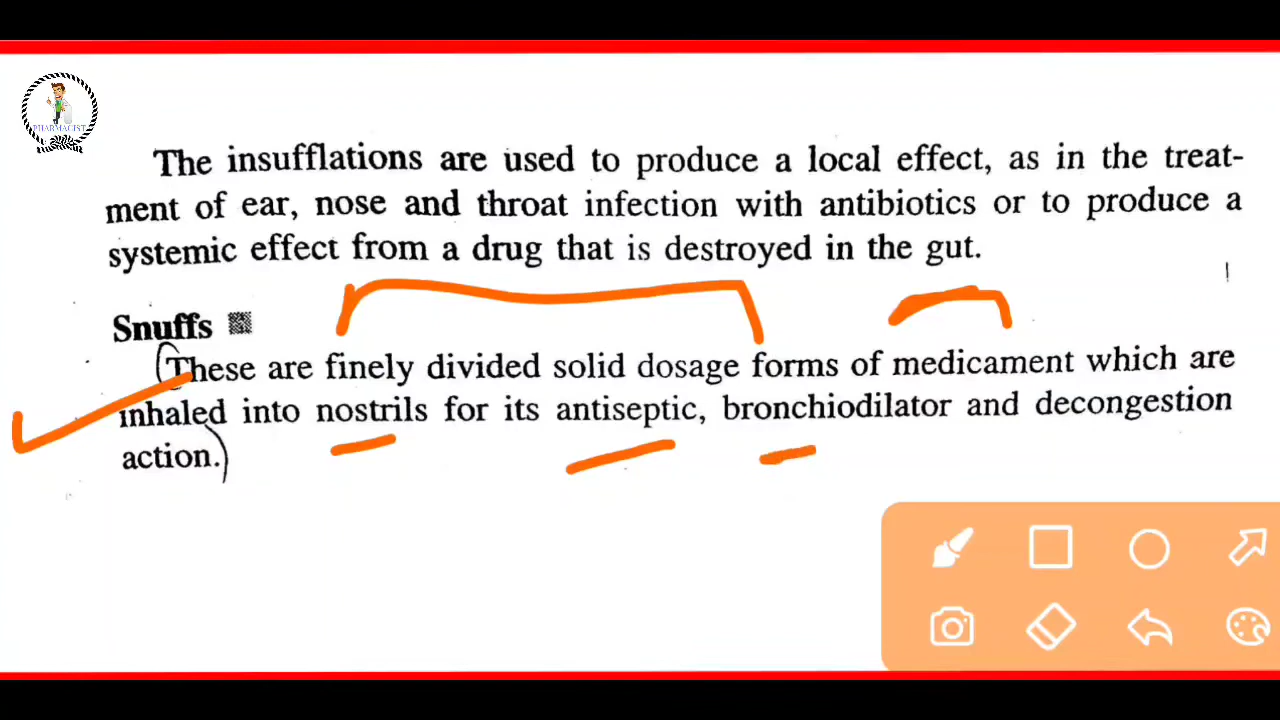 PHARMACIST
The insufflations are used to produce a local effect, as in the treat-
ment of ear, nose and throat infection with antibiotics or to produce a
systemic effect from a drug that is destroyed in the gut.
Snuffs
These are finely divided solid dosage forms of medicament which are
inhaled into nostrils for its antiseptic, bronchiodilator and decongestion
action.